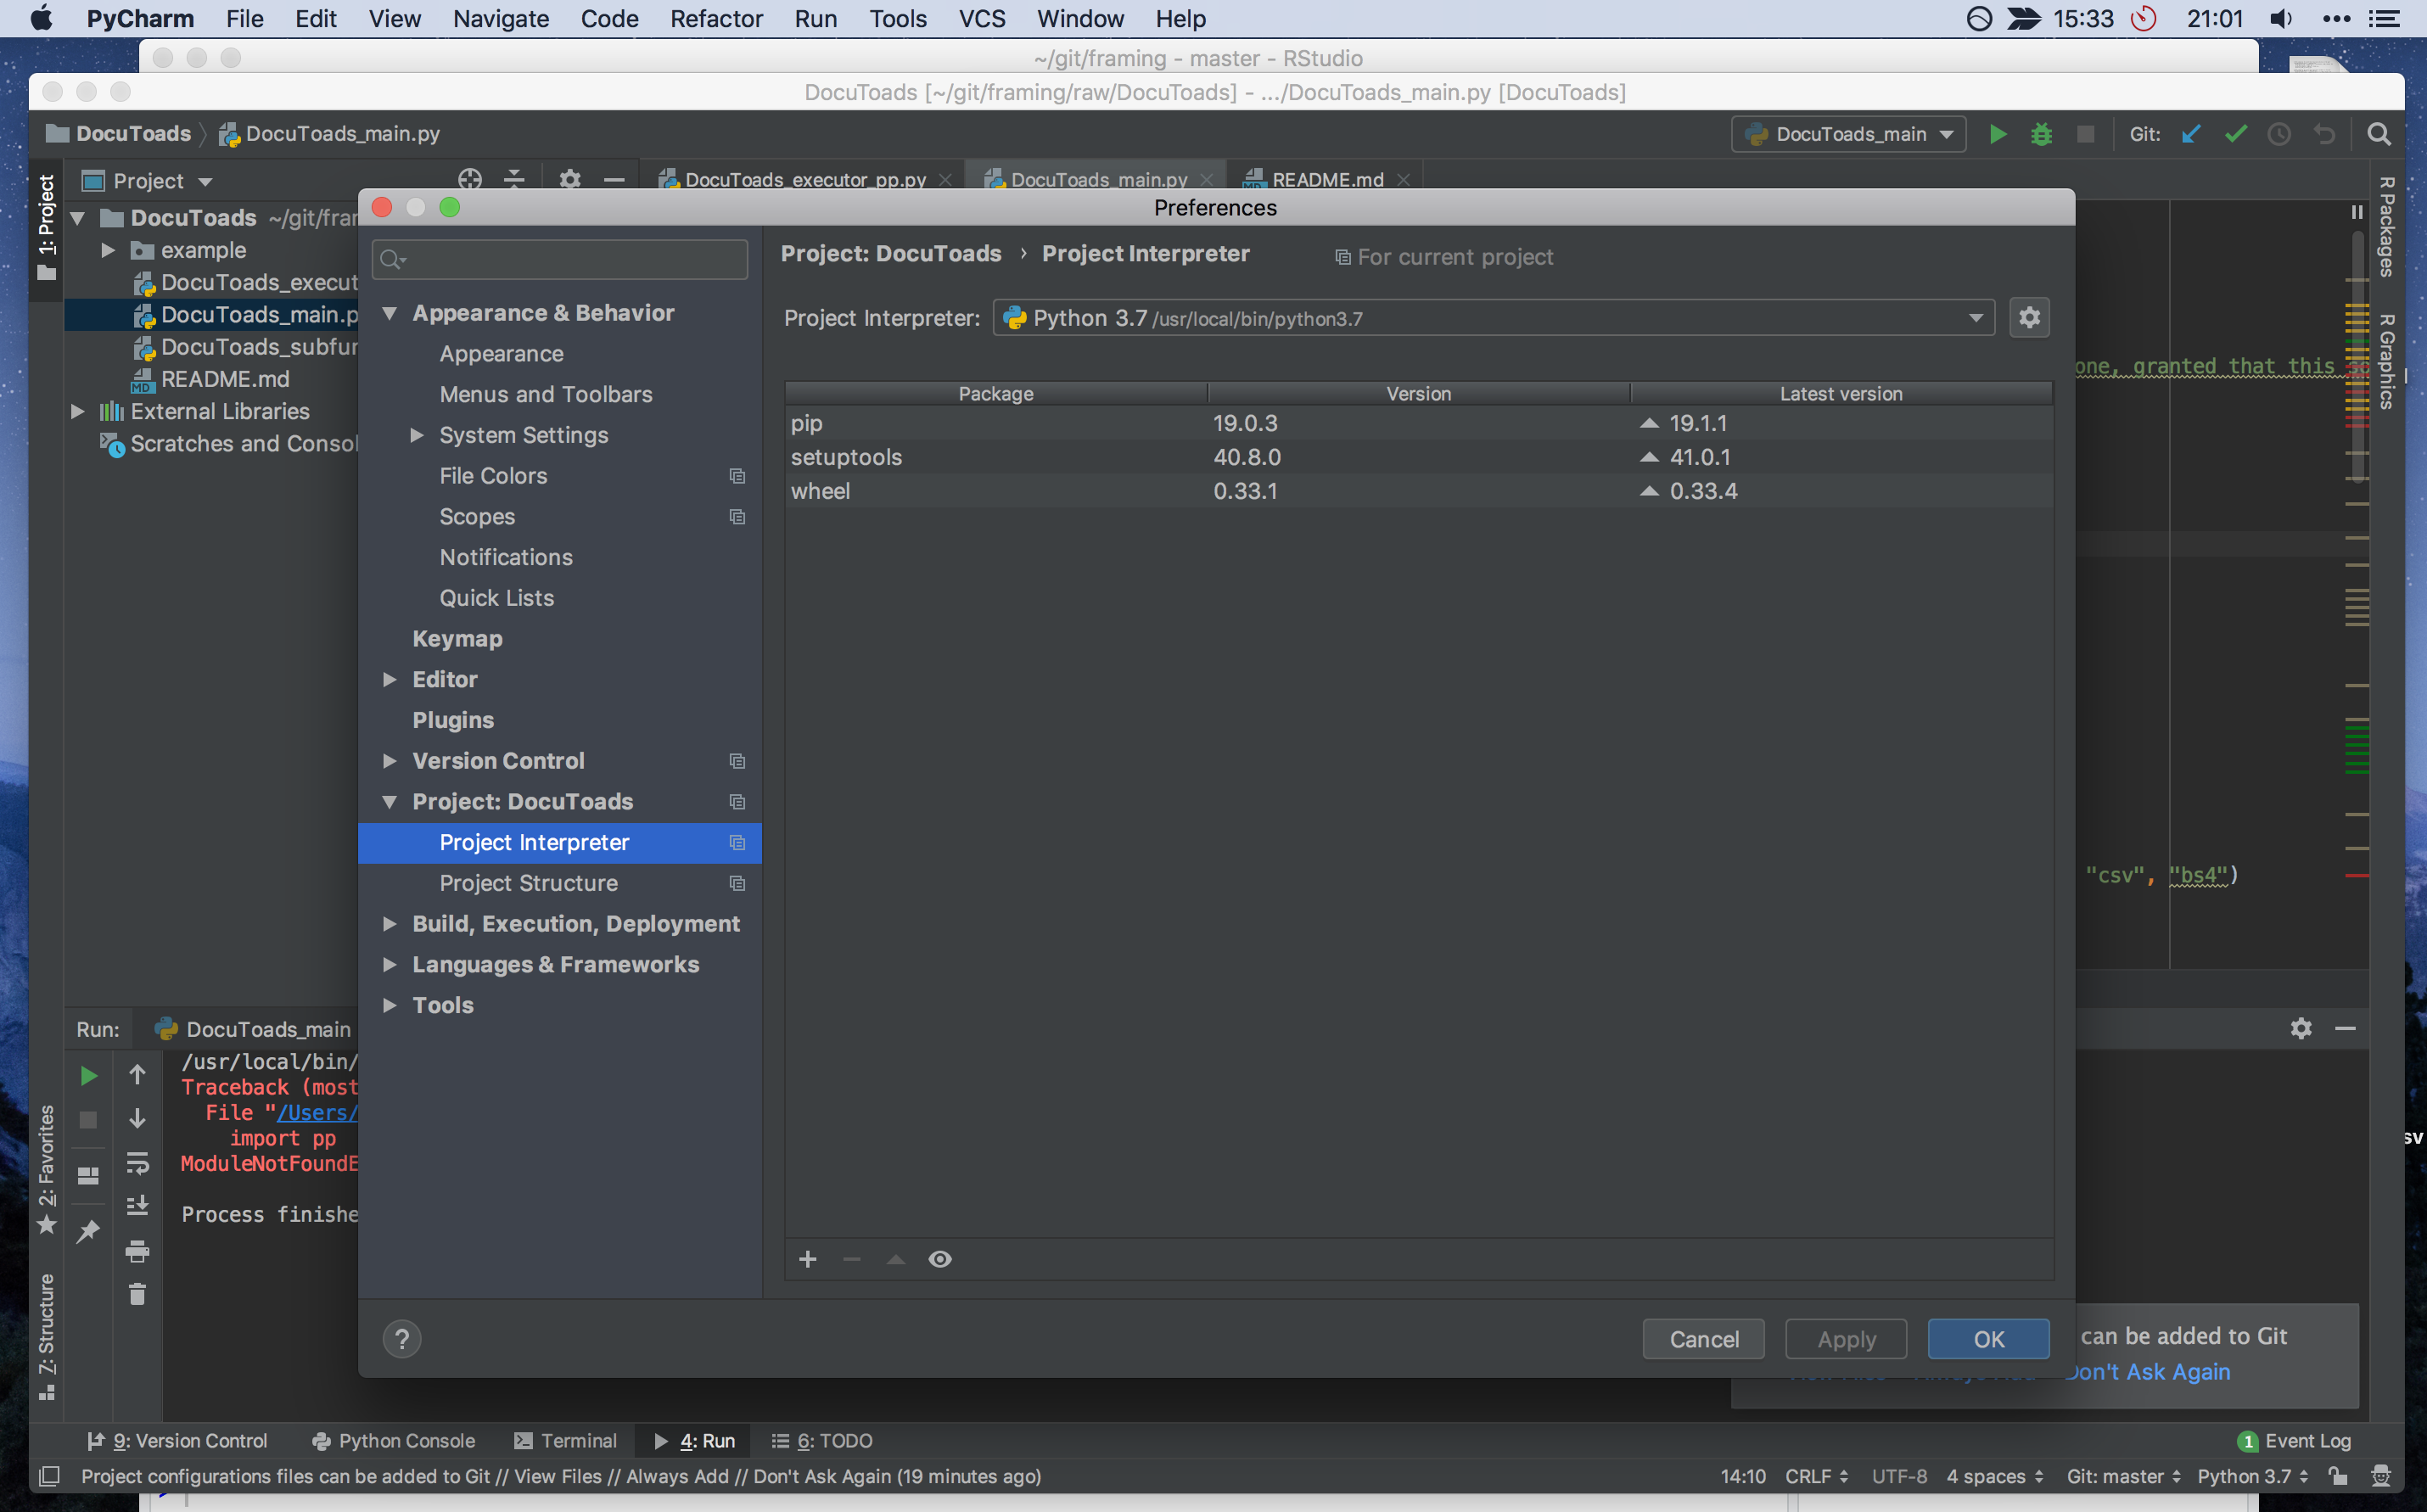 PyCharm File Edit View Navigate Code Refactor Run Tools VCS Window Help 15:33 21:01
~/git/framing - master - RStudio
DocuToads [~/git/framing/raw/DocuToads] - .../DocuToads_main.py [DocuToads]
DocuToads DocuToads_main.py DocuToads_main Git:
1: Project
Project
DocuToads_executor_pp.py DocuToads_main.py README.md
DocuToads ~/git/fran
example
DocuToads_execut
DocuToads_main.p
DocuToads_subfur
README.md
External Libraries
Scratches and Consol
Preferences
Appearance & Behavior
Appearance
Menus and Toolbars
System Settings
File Colors
Scopes
Notifications
Quick Lists
Keymap
Editor
Plugins
Version Control
Project: DocuToads
Project Interpreter
Project Structure
Build, Execution, Deployment
Languages & Frameworks
Tools
Project: DocuToads › Project Interpreter For current project
Project Interpreter: Python 3.7 /usr/local/bin/python3.7
Package Version Latest version
pip 19.0.3 19.1.1
setuptools 40.8.0 41.0.1
wheel 0.33.1 0.33.4
? Cancel Apply OK
R Packages
R Graphics
one, granted that this so
"csv", "bs4")
sv
Run: DocuToads_main
/usr/local/bin/
Traceback (most
File "/Users/
import pp
ModuleNotFoundE
Process finishe
2: Favorites
7: Structure
can be added to Git
Don't Ask Again
9: Version Control Python Console Terminal 4: Run 6: TODO 1 Event Log
Project configurations files can be added to Git // View Files // Always Add // Don't Ask Again (19 minutes ago) 14:10 CRLF UTF-8 4 spaces Git: master Python 3.7